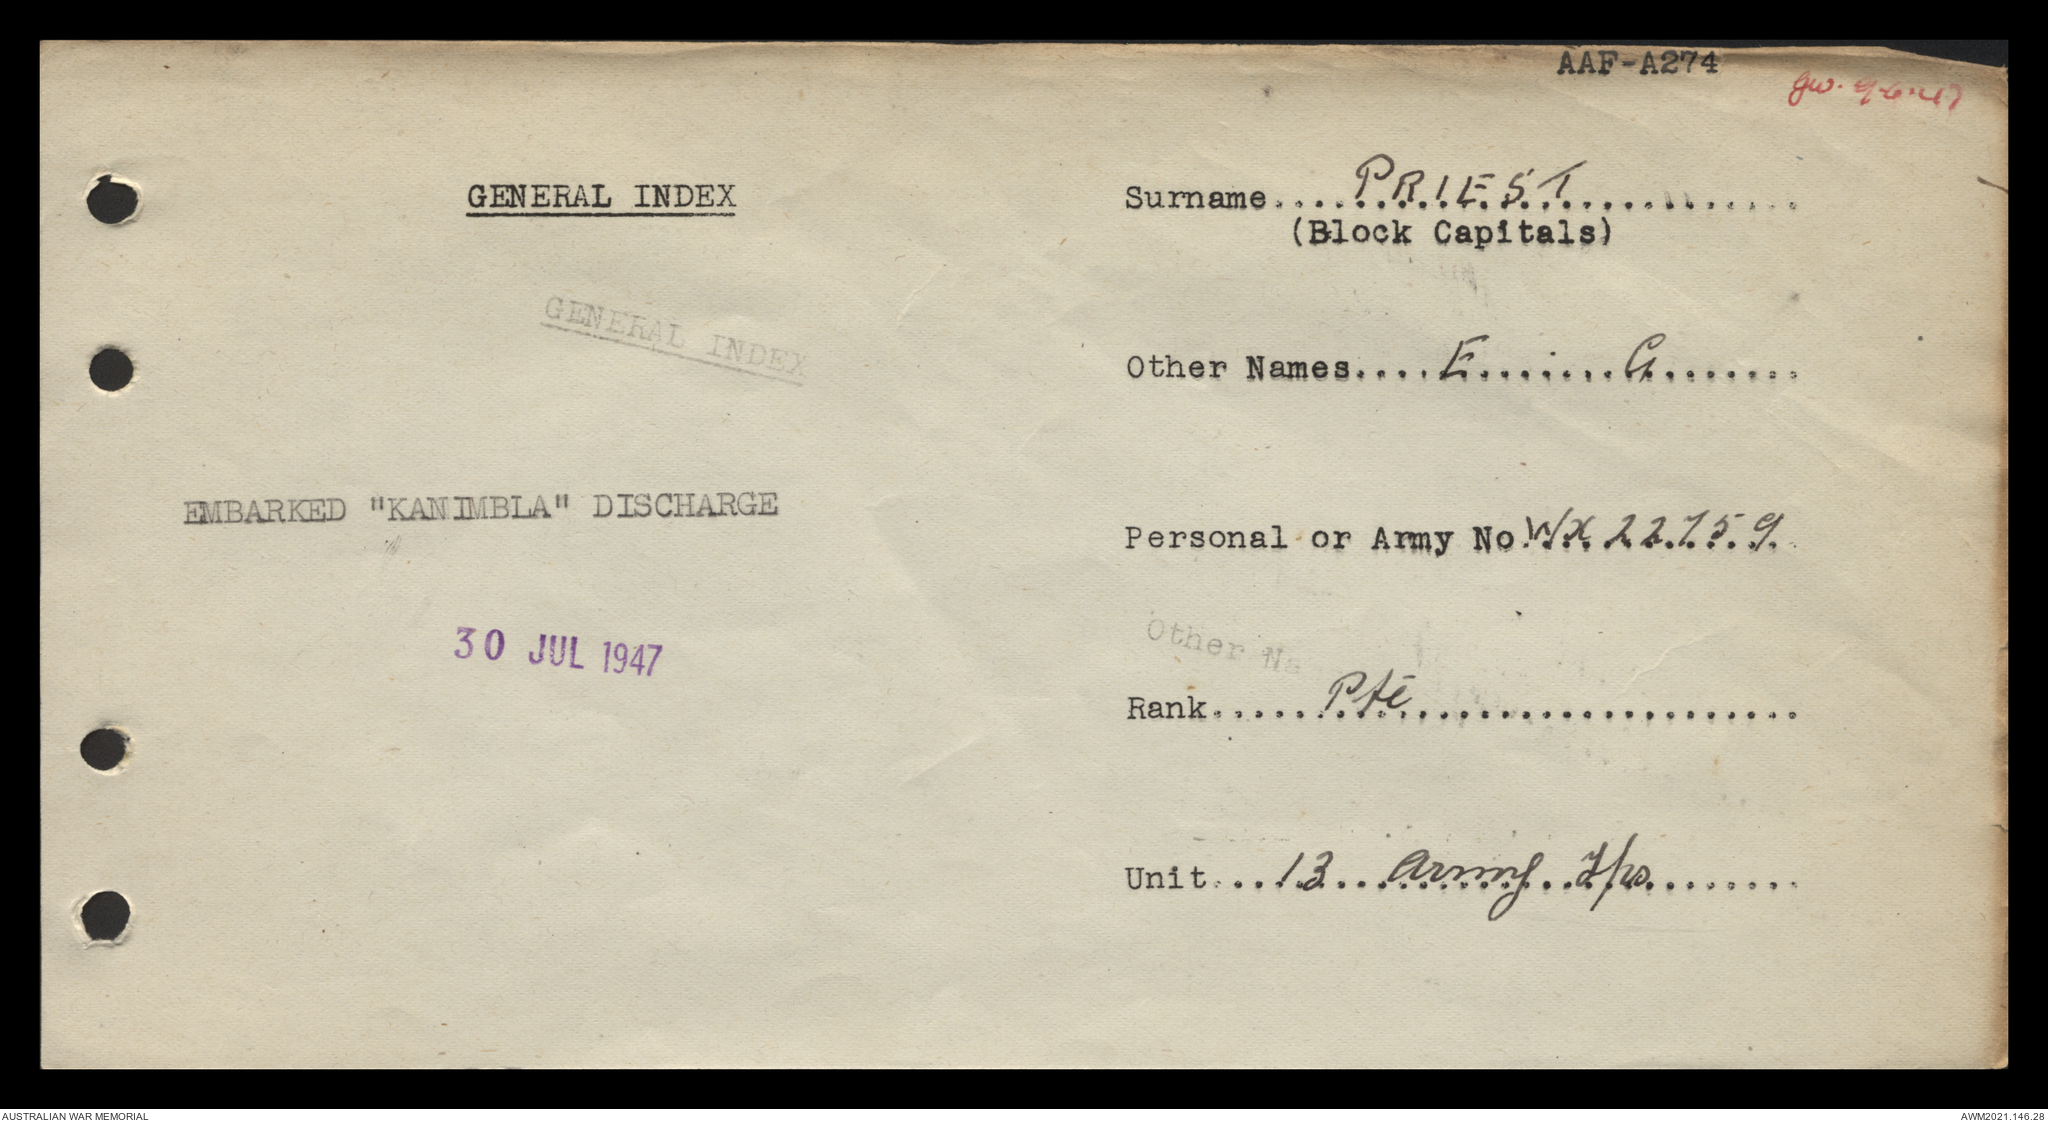 AAF-A274
GW. 9-6-47
GENERAL INDEX
Surname....PRIEST
(Block Capitals)
GENERAL INDEX
Other Names....E....G
EMBARKED "KANIMBLA" DISCHARGE
Personal or Army No WX 22759
30 JUL 1947
Other Na
Rank....Pte
Unit...13 Army Tps
AUSTRALIAN WAR MEMORIAL
AWM2021.146.28